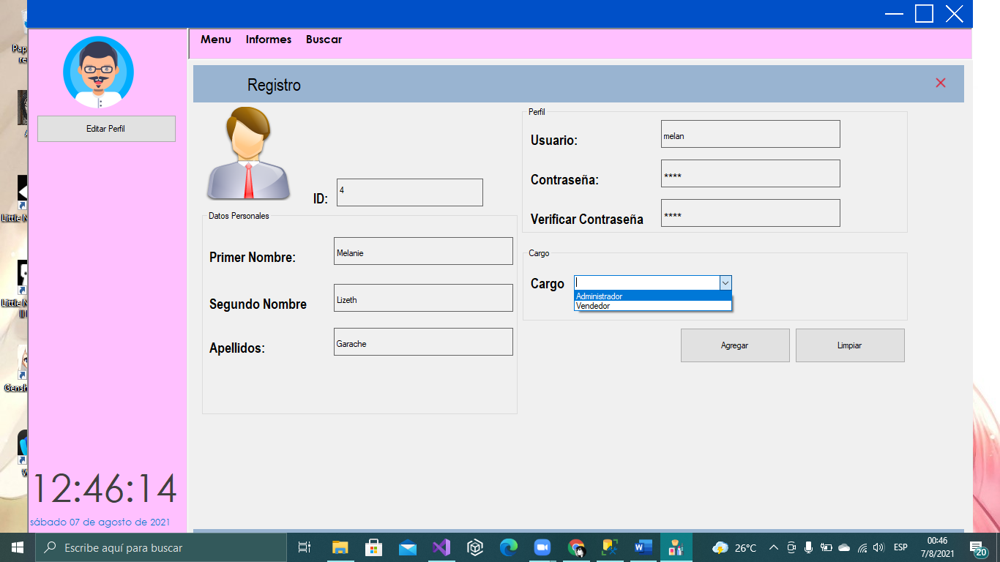 Pap
re
Little N
Little N
II I
Gensh
W
Editar Perfil
12:46:14
sábado 07 de agosto de 2021
Menu Informes Buscar
Registro
ID: 4
Datos Personales
Primer Nombre: Melanie
Segundo Nombre Lizeth
Apellidos: Garache
Perfil
Usuario: melan
Contraseña: ****
Verificar Contraseña ****
Cargo
Cargo
Administrador
Vendedor
Agregar Limpiar
Escribe aquí para buscar
26°C
ESP
00:46
7/8/2021
20